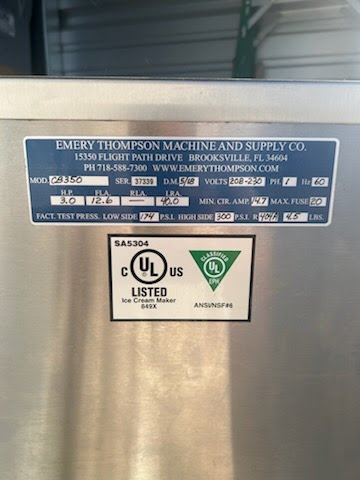 EMERY THOMPSON MACHINE AND SUPPLY CO.
15350 FLIGHT PATH DRIVE BROOKSVILLE, FL 34604
PH 718-588-7300 WWW.EMERYTHOMPSON.COM
MOD. CB350 SER. 37339 D.M. 5/18 VOLTS 208-230 PH. 1 HZ 60
H.P. F.L.A. R.L.A. L.R.A.
3.0 12.6 — 40.0 MIN. CIR. AMP. 14.7 MAX. FUSE 20
FACT. TEST PRESS. LOW SIDE 174 P.S.I. HIGH SIDE 300 P.S.I. R 404A 4.5 LBS.
SA5304
C UL US
LISTED
Ice Cream Maker
849X
CLASSIFIED
UL
EPH
ANSI/NSF#6